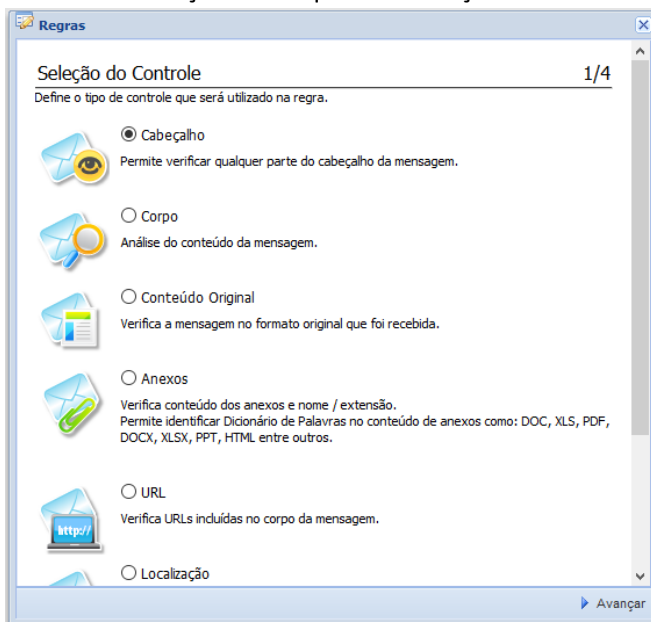 Regras
Seleção do Controle 1/4
Define o tipo de controle que será utilizado na regra.
Cabeçalho
Permite verificar qualquer parte do cabeçalho da mensagem.
Corpo
Análise do conteúdo da mensagem.
Conteúdo Original
Verifica a mensagem no formato original que foi recebida.
Anexos
Verifica conteúdo dos anexos e nome / extensão.
Permite identificar Dicionário de Palavras no conteúdo de anexos como: DOC, XLS, PDF,
DOCX, XLSX, PPT, HTML entre outros.
URL
http://
Verifica URLs incluídas no corpo da mensagem.
Localização
Avançar